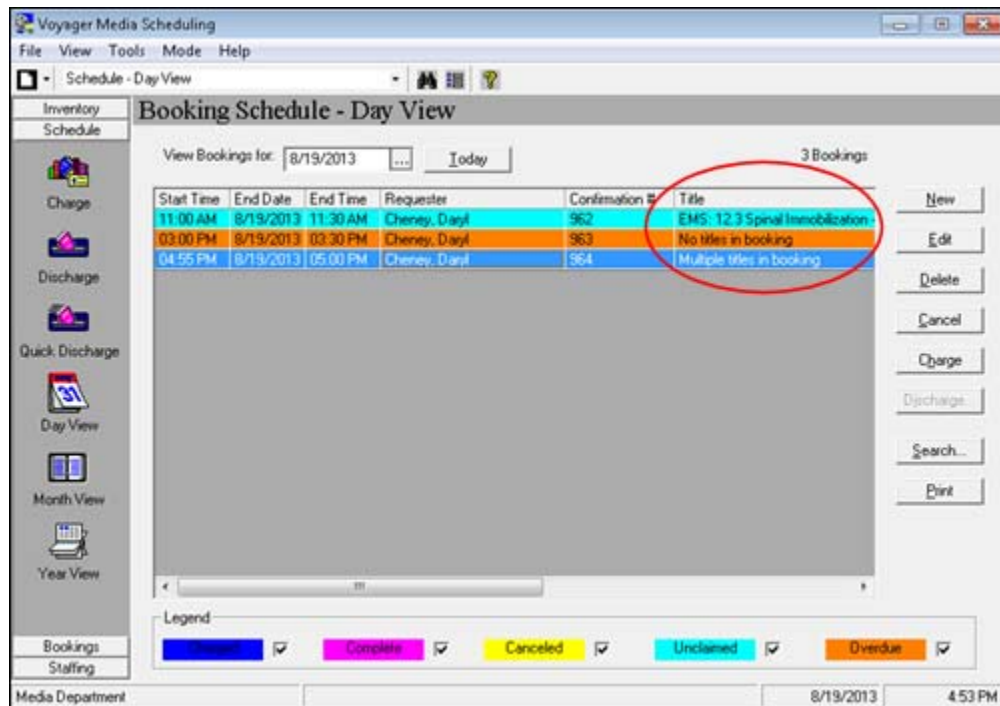 Voyager Media Scheduling
File View Tools Mode Help
Schedule - Day View
Inventory
Schedule
Charge
Discharge
Quick Discharge
31
Day View
Month View
Year View
Bookings
Staffing
Booking Schedule - Day View
View Bookings for: 8/19/2013 ... Today 3 Bookings
Start Time End Date End Time Requester Confirmation # Title
11:00 AM 8/19/2013 11:30 AM Cheney, Daryl 962 EMS: 12.3 Spinal Immobilization -
03:00 PM 8/19/2013 03:30 PM Cheney, Daryl 963 No titles in booking
04:55 PM 8/19/2013 05:00 PM Cheney, Daryl 964 Multiple titles in booking
New
Edit
Delete
Cancel
Charge
Discharge...
Search...
Print
Legend
Charged Complete Canceled Unclaimed Overdue
Media Department 8/19/2013 4:53 PM